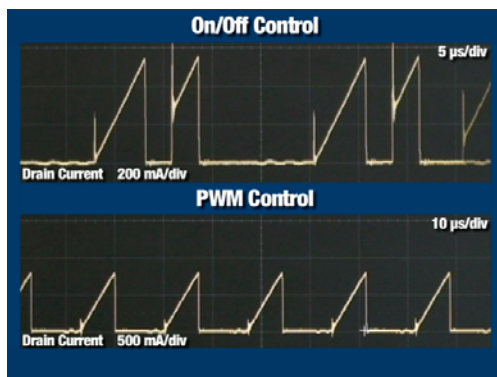 On/Off Control
5 µs/div
Drain Current 200 mA/div
PWM Control
10 µs/div
Drain Current 500 mA/div